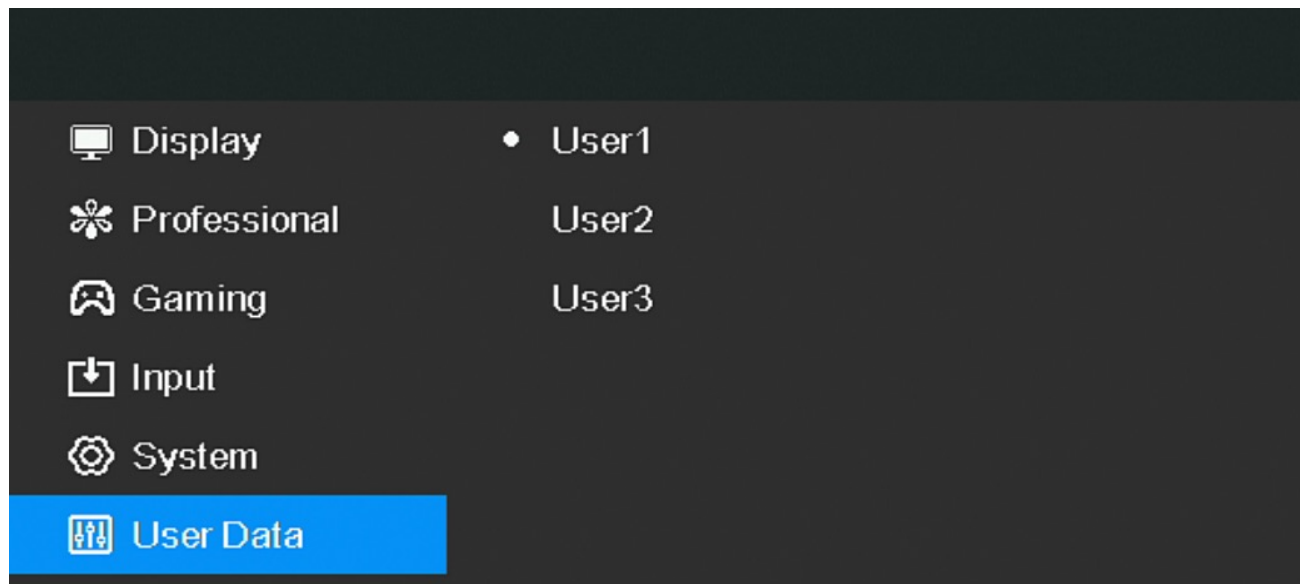 Display
Professional
Gaming
Input
System
User Data
User1
User2
User3